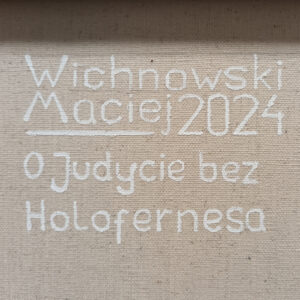 Wichnowski
Maciej 2024
O Judycie bez
Holofernesa